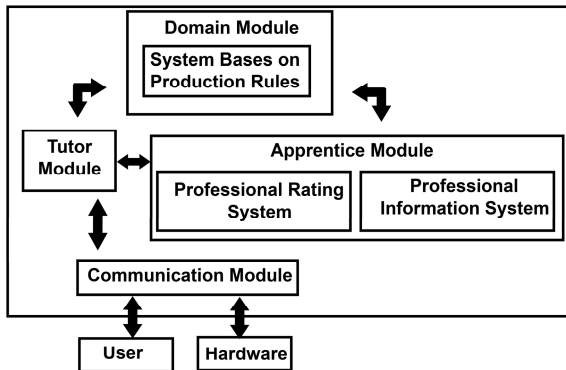 Domain Module
System Bases on
Production Rules
Tutor
Module
Apprentice Module
Professional Rating
System
Professional
Information System
Communication Module
User
Hardware